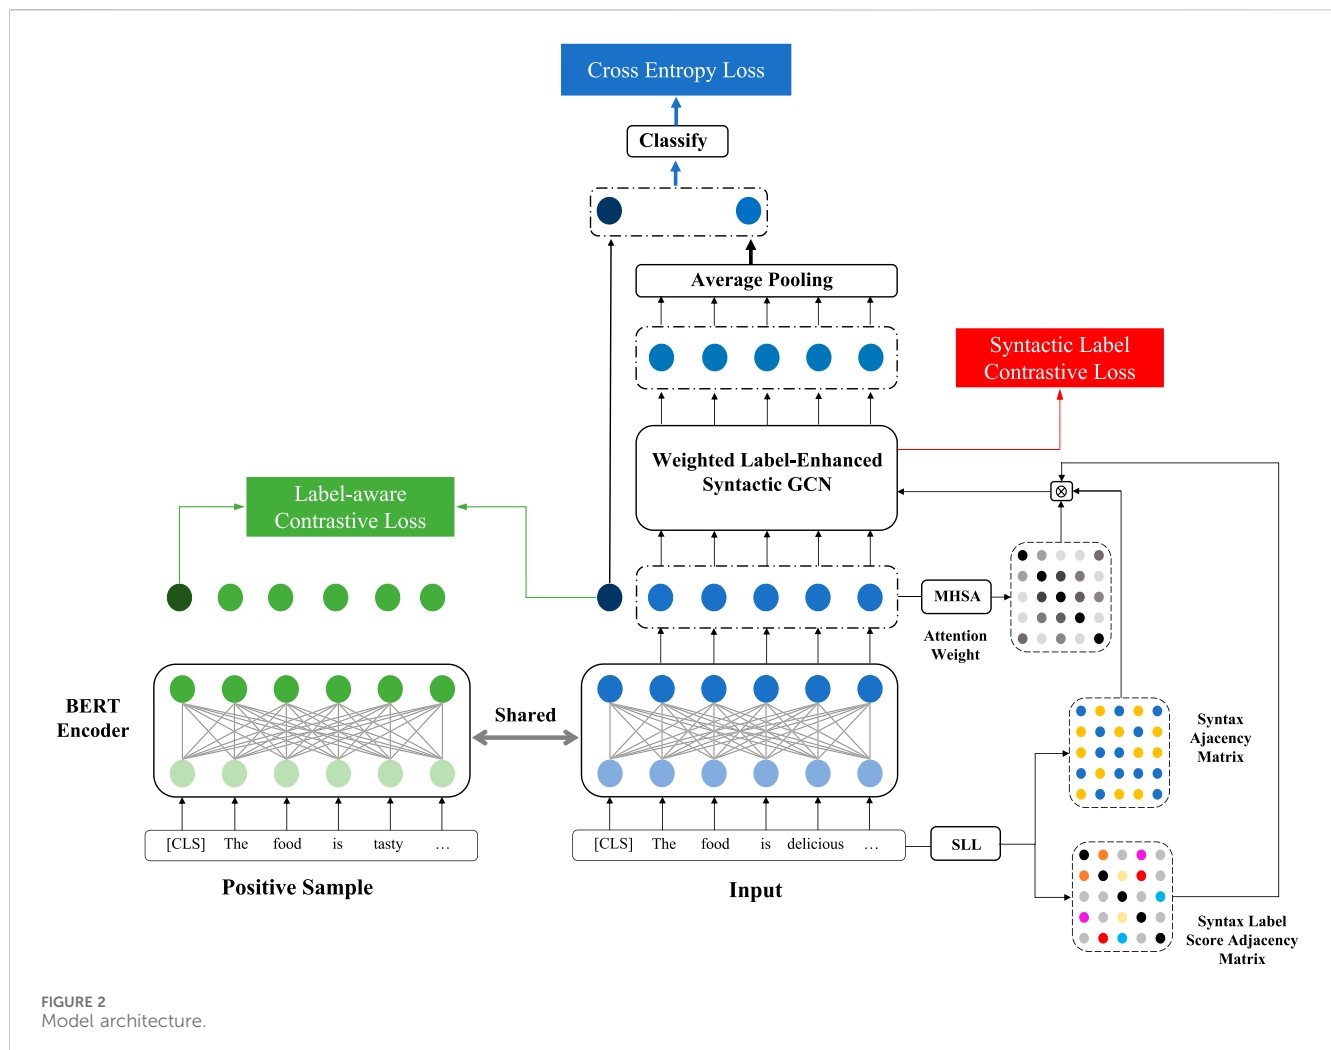 Cross Entropy Loss
Classify
Average Pooling
Syntactic Label
Contrastive Loss
Weighted Label-Enhanced
Syntactic GCN
Label-aware
Contrastive Loss
MHSA
Attention
Weight
BERT
Encoder
Shared
Syntax
Ajacency
Matrix
[CLS] The food is tasty ...
[CLS] The food is delicious ...
SLL
Positive Sample
Input
Syntax Label
Score Adjacency
Matrix
FIGURE 2
Model architecture.